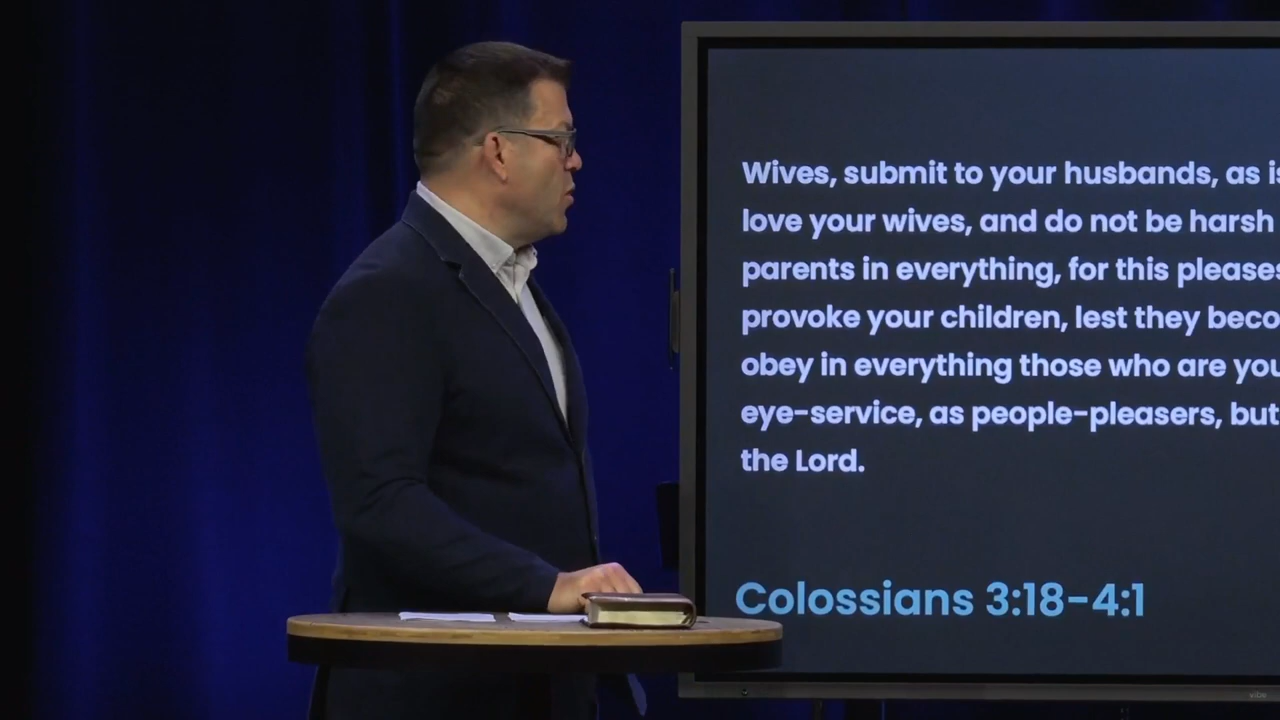 Wives, submit to your husbands, as is
love your wives, and do not be harsh
parents in everything, for this pleases
provoke your children, lest they beco
obey in everything those who are you
eye-service, as people-pleasers, but
the Lord.
Colossians 3:18-4:1
vibe